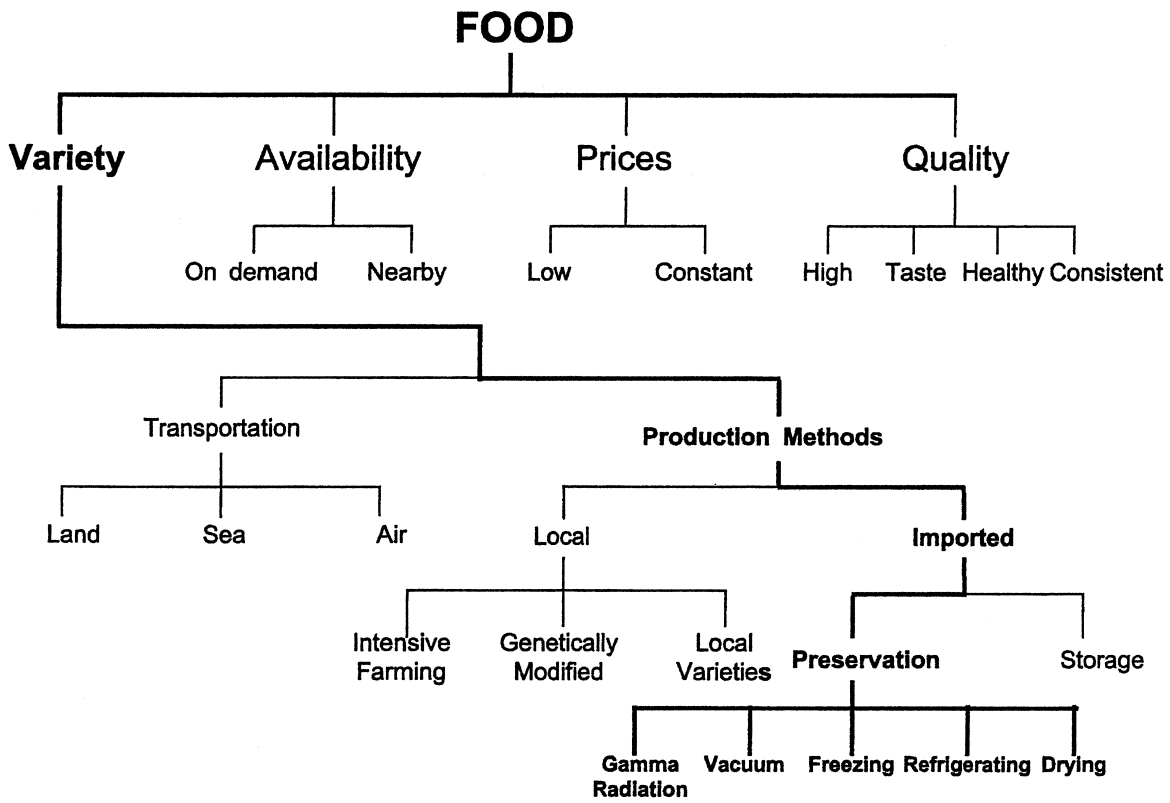 FOOD
Variety Availability Prices Quality
On demand Nearby Low Constant High Taste Healthy Consistent
Transportation
Production Methods
Land Sea Air Local Imported
Intensive Farming Genetically Modified Local Varieties
Preservation Storage
Gamma Radiation Vacuum Freezing Refrigerating Drying